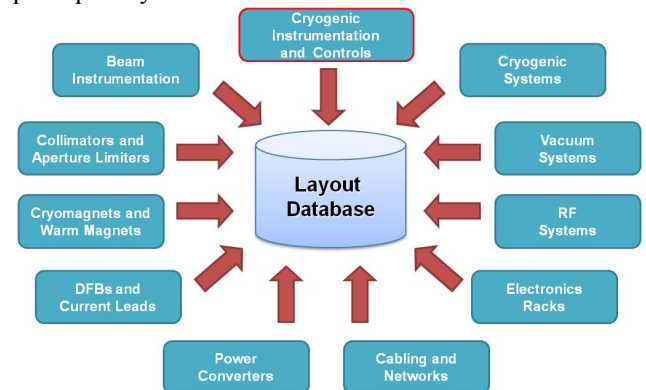 Cryogenic
Instrumentation
and Controls
Beam
Instrumentation
Cryogenic
Systems
Collimators and
Aperture Limiters
Vacuum
Systems
Layout
Database
Cryomagnets and
Warm Magnets
RF
Systems
DFBs and
Current Leads
Electronics
Racks
Power
Converters
Cabling and
Networks